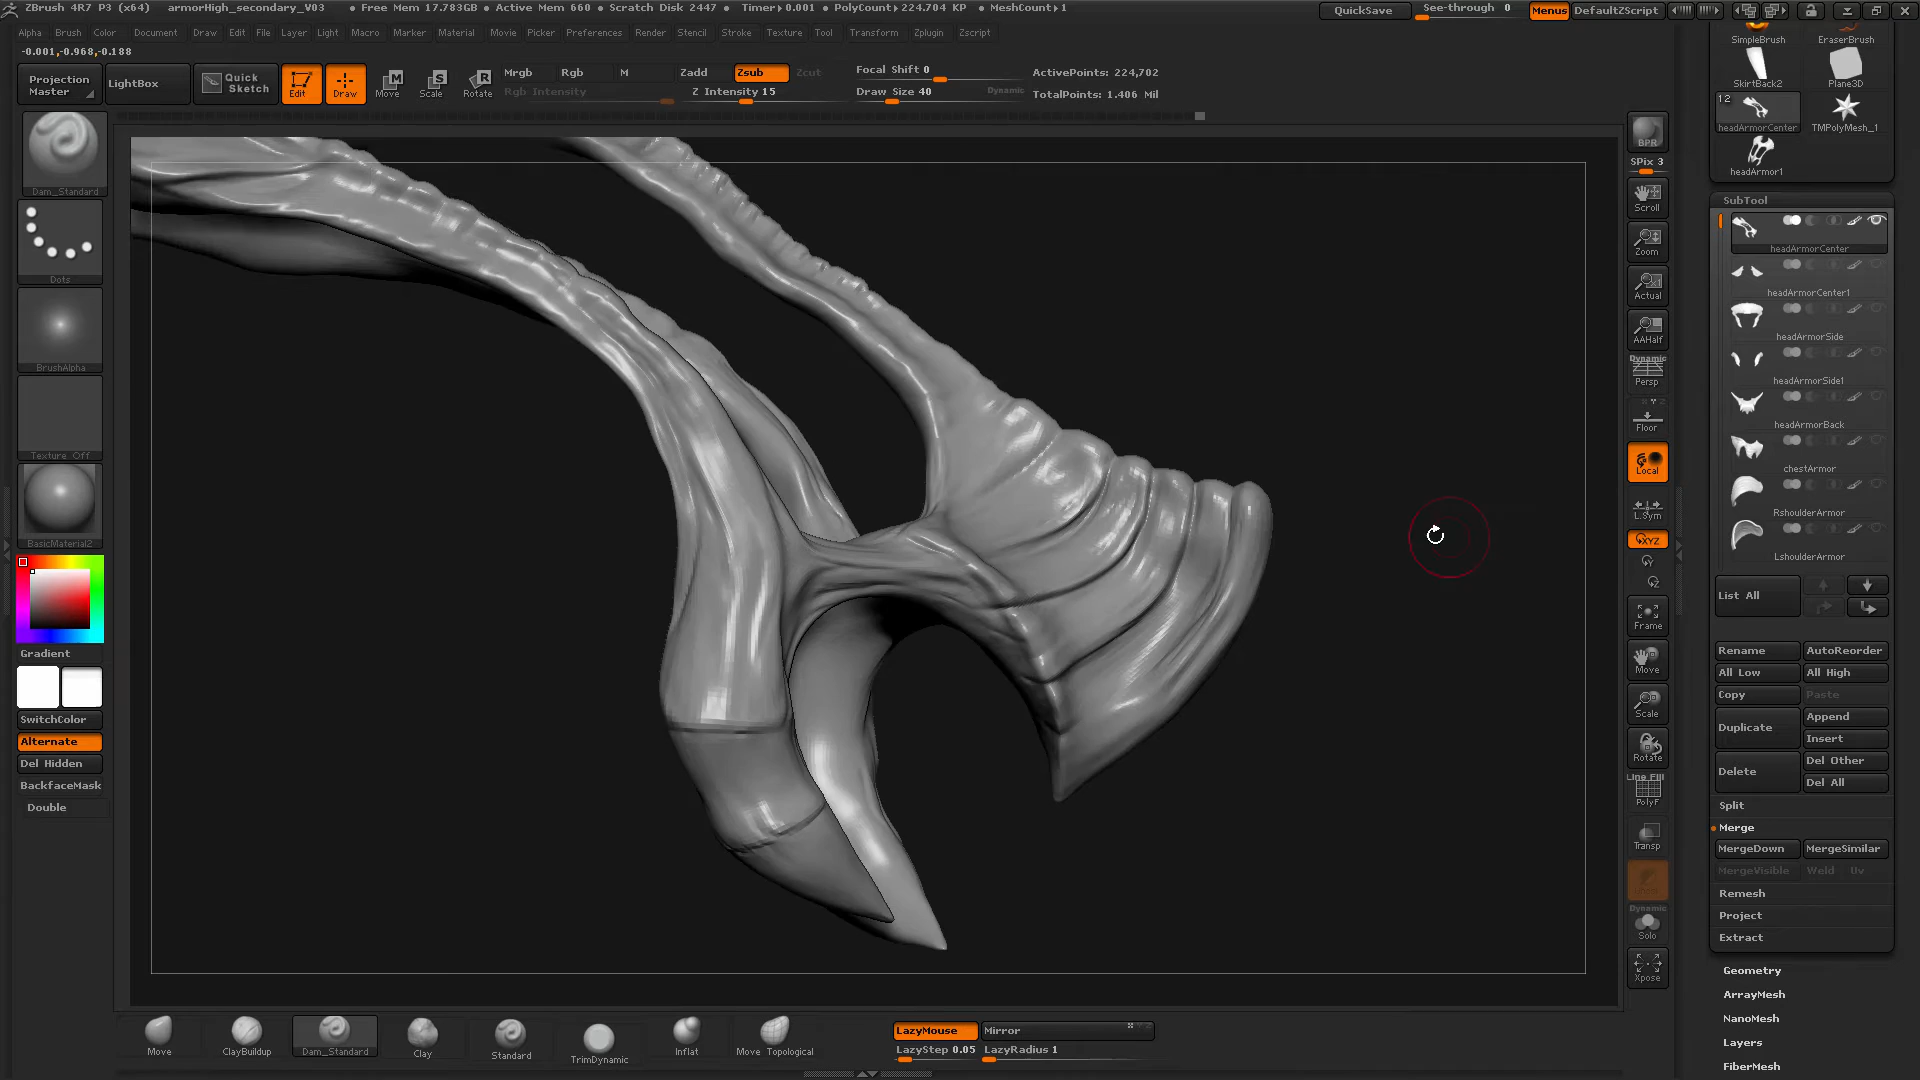 ZBrush 4R7 P3 (x64) armorHigh_secondary_V03 • Free Mem 17.783GB • Active Mem 660 • Scratch Disk 2447 • Timer▸0.001 • PolyCount▸224.704 KP • MeshCount▸1 QuickSave See-through 0 Menus DefaultZScript
Alpha Brush Color Document Draw Edit File Layer Light Macro Marker Material Movie Picker Preferences Render Stencil Stroke Texture Tool Transform Zplugin Zscript
-0.001,-0.968,-0.188
Projection Master
LightBox
Quick Sketch
Edit
Draw
Move
Scale
Rotate
Mrgb Rgb M Zadd Zsub Zcut
Rgb Intensity Z Intensity 15
Focal Shift 0
Draw Size 40 Dynamic
ActivePoints: 224,702
TotalPoints: 1.406 Mil
Dam_Standard
Dots
BrushAlpha
Texture Off
BasicMaterial2
Gradient
SwitchColor
Alternate
Del Hidden
BackfaceMask
Double
BPR
SPix 3
Scroll
Zoom
Actual
AAHalf
Dynamic
Persp
Floor
Local
L.Sym
XYZ
Y
Z
Frame
Move
Scale
Rotate
Line Fill
PolyF
Transp
Dynamic
Solo
Xpose
SimpleBrush EraserBrush
SkirtBack2 Plane3D
12
headArmorCenter TMPolyMesh_1
headArmor1
SubTool
headArmorCenter
headArmorCenter1
headArmorSide
headArmorSide1
headArmorBack
chestArmor
RshoulderArmor
LshoulderArmor
List All
Rename AutoReorder
All Low All High
Copy Paste
Duplicate Append
Insert
Delete Del Other
Del All
Split
Merge
MergeDown MergeSimilar
MergeVisible Weld Uv
Remesh
Project
Extract
Geometry
ArrayMesh
NanoMesh
Layers
FiberMesh
Move ClayBuildup Dam_Standard Clay Standard TrimDynamic Inflat Move Topological
LazyMouse Mirror
LazyStep 0.05 LazyRadius 1